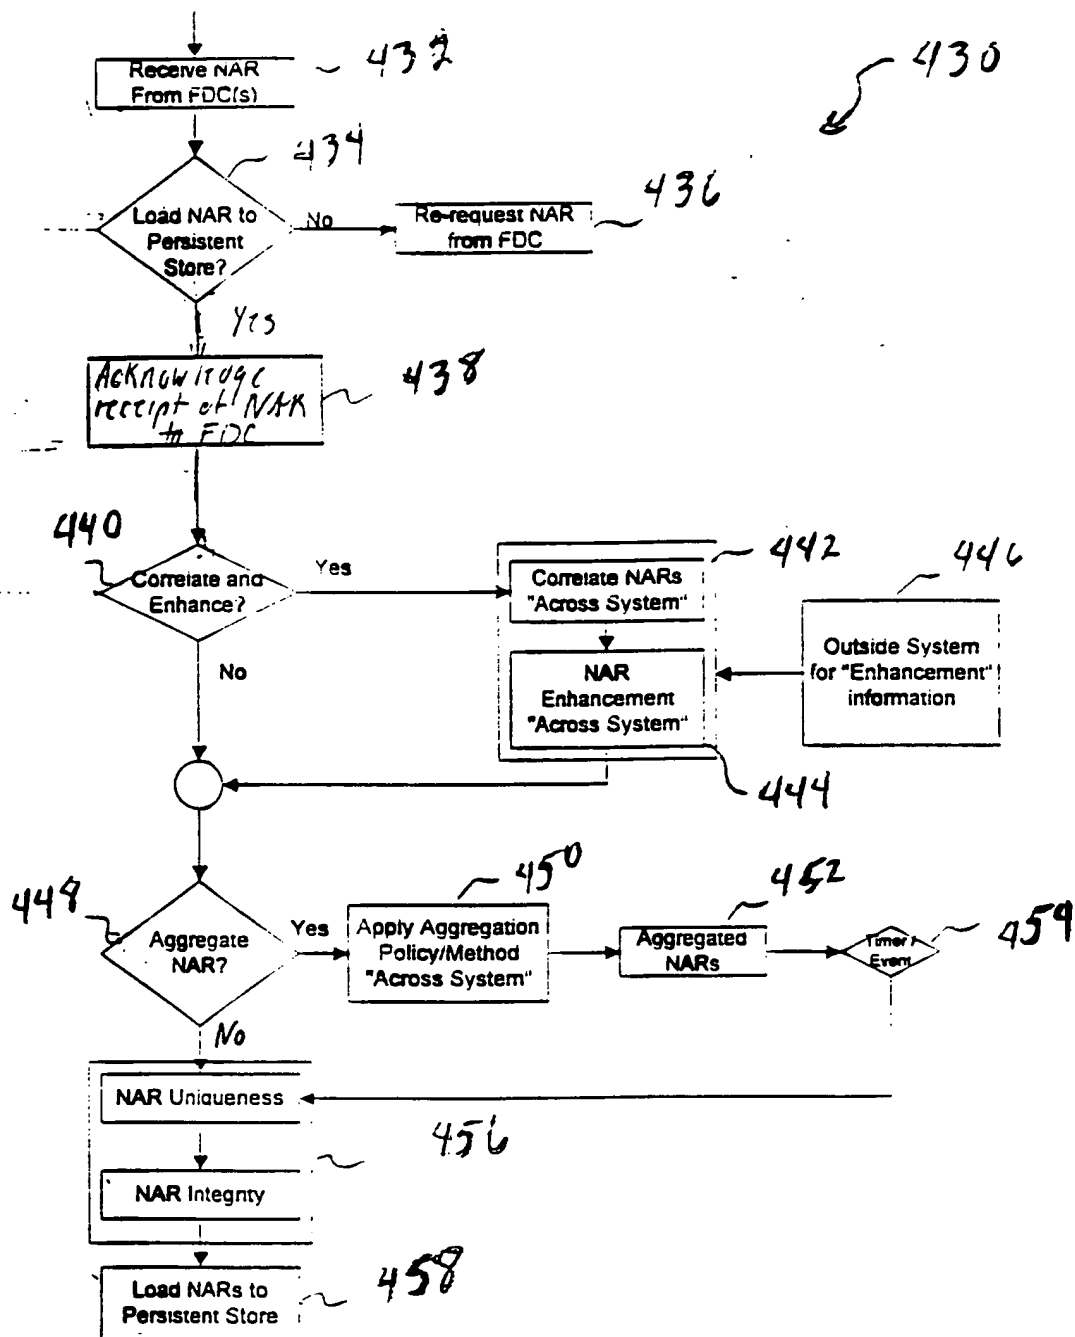 Receive NAR
From FDC(s)
432
430
434
Load NAR to
Persistent
Store?
No
Re-request NAR
from FDC
436
Yes
Acknowledge
receipt of NAR
to FDC
438
440
Correlate and
Enhance?
Yes
No
442
Correlate NARs
"Across System"
NAR
Enhancement
"Across System"
444
446
Outside System
for "Enhancement"
information
448
Aggregate
NAR?
Yes
No
450
Apply Aggregation
Policy/Method
"Across System"
452
Aggregated
NARs
Timer /
Event
454
NAR Uniqueness
NAR Integrity
456
Load NARs to
Persistent Store
458